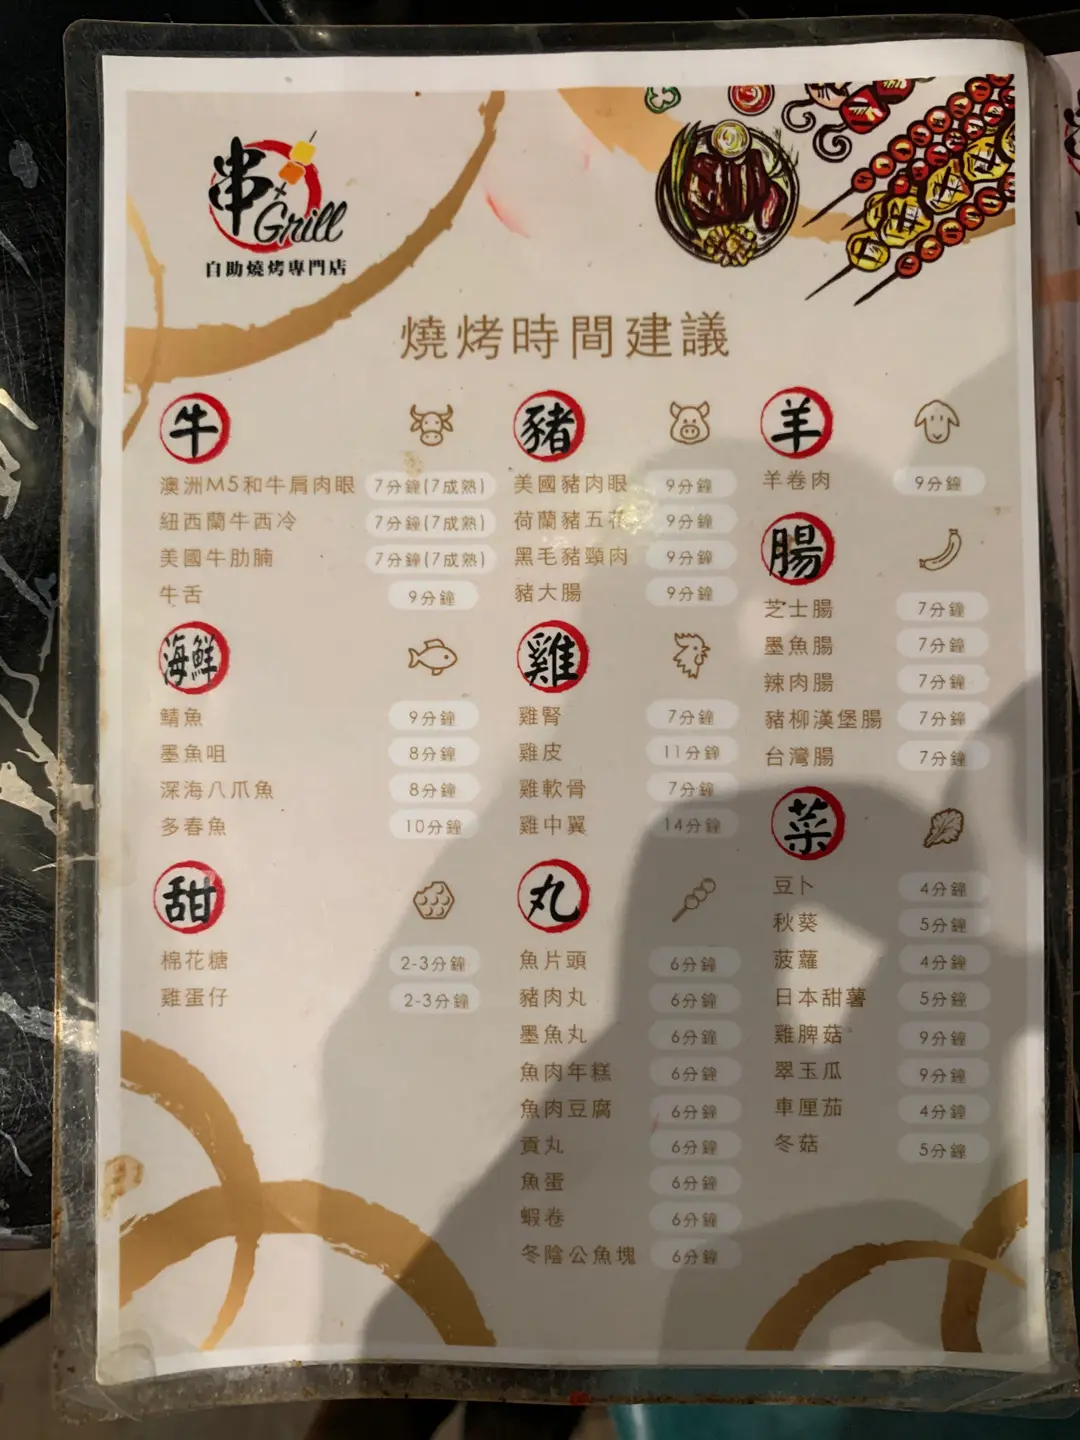 串
Grill
自助燒烤專門店
燒烤時間建議
牛
澳洲M5和牛肩肉眼 7分鐘(7成熟)
紐西蘭牛西冷 7分鐘(7成熟)
美國牛肋腩 7分鐘(7成熟)
牛舌 9分鐘
海鮮
鯖魚 9分鐘
墨魚咀 8分鐘
深海八爪魚 8分鐘
多春魚 10分鐘
甜
棉花糖 2-3分鐘
雞蛋仔 2-3分鐘
豬
美國豬肉眼 9分鐘
荷蘭豬五花 9分鐘
黑毛豬頸肉 9分鐘
豬大腸 9分鐘
雞
雞腎 7分鐘
雞皮 11分鐘
雞軟骨 7分鐘
雞中翼 14分鐘
丸
魚片頭 6分鐘
豬肉丸 6分鐘
墨魚丸 6分鐘
魚肉年糕 6分鐘
魚肉豆腐 6分鐘
貢丸 6分鐘
魚蛋 6分鐘
蝦卷 6分鐘
冬陰公魚塊 6分鐘
羊
羊卷肉 9分鐘
腸
芝士腸 7分鐘
墨魚腸 7分鐘
辣肉腸 7分鐘
豬柳漢堡腸 7分鐘
台灣腸 7分鐘
菜
豆卜 4分鐘
秋葵 5分鐘
菠蘿 4分鐘
日本甜薯 5分鐘
雞脾菇 9分鐘
翠玉瓜 9分鐘
車厘茄 4分鐘
冬菇 5分鐘